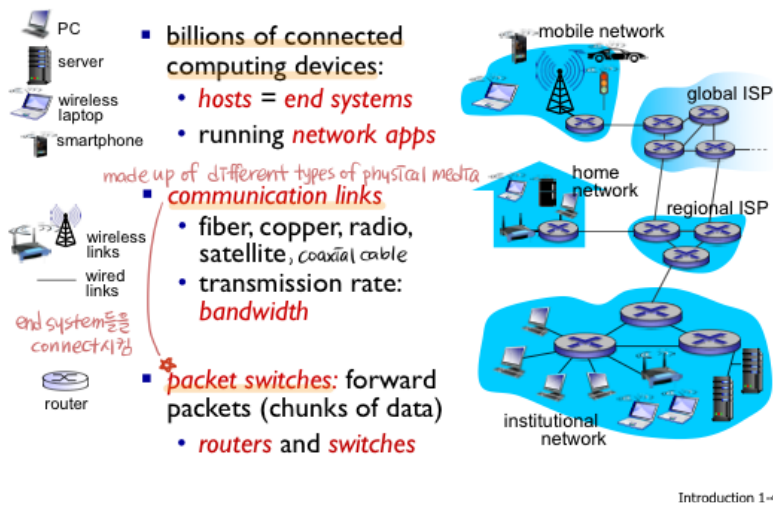 PC
server
wireless
laptop
smartphone
billions of connected
computing devices:
hosts = end systems
running network apps
made up of different types of physical media
communication links
fiber, copper, radio,
satellite, coaxial cable
transmission rate:
bandwidth
wireless
links
wired
links
end system들을
connect시킴
packet switches: forward
packets (chunks of data)
routers and switches
router
mobile network
global ISP
home
network
regional ISP
institutional
network
Introduction 1-4